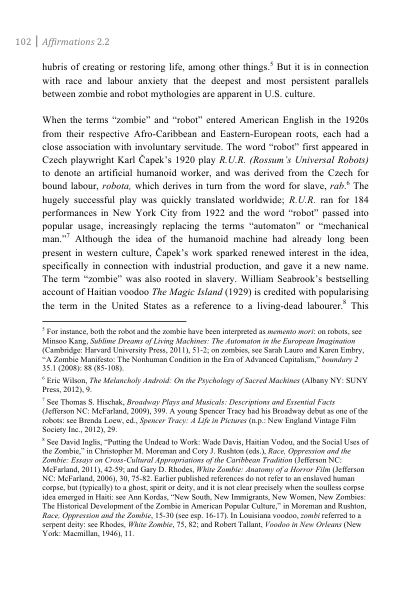 102 | Affirmations 2.2
hubris of creating or restoring life, among other things.5 But it is in connection
with race and labour anxiety that the deepest and most persistent parallels
between zombie and robot mythologies are apparent in U.S. culture.
When the terms “zombie” and “robot” entered American English in the 1920s
from their respective Afro-Caribbean and Eastern-European roots, each had a
close association with involuntary servitude. The word “robot” first appeared in
Czech playwright Karl Čapek’s 1920 play R.U.R. (Rossum’s Universal Robots)
to denote an artificial humanoid worker, and was derived from the Czech for
bound labour, robota, which derives in turn from the word for slave, rab.6 The
hugely successful play was quickly translated worldwide; R.U.R. ran for 184
performances in New York City from 1922 and the word “robot” passed into
popular usage, increasingly replacing the terms “automaton” or “mechanical
man.”7 Although the idea of the humanoid machine had already long been
present in western culture, Čapek’s work sparked renewed interest in the idea,
specifically in connection with industrial production, and gave it a new name.
The term “zombie” was also rooted in slavery. William Seabrook’s bestselling
account of Haitian voodoo The Magic Island (1929) is credited with popularising
the term in the United States as a reference to a living-dead labourer.8 This
5 For instance, both the robot and the zombie have been interpreted as memento mori: on robots, see
Minsoo Kang, Sublime Dreams of Living Machines: The Automaton in the European Imagination
(Cambridge: Harvard University Press, 2011), 51-2; on zombies, see Sarah Lauro and Karen Embry,
“A Zombie Manifesto: The Nonhuman Condition in the Era of Advanced Capitalism,” boundary 2
35.1 (2008): 88 (85-108).
6 Eric Wilson, The Melancholy Android: On the Psychology of Sacred Machines (Albany NY: SUNY
Press, 2012), 9.
7 See Thomas S. Hischak, Broadway Plays and Musicals: Descriptions and Essential Facts
(Jefferson NC: McFarland, 2009), 399. A young Spencer Tracy had his Broadway debut as one of the
robots: see Brenda Loew, ed., Spencer Tracy: A Life in Pictures (n.p.: New England Vintage Film
Society Inc., 2012), 29.
8 See David Inglis, “Putting the Undead to Work: Wade Davis, Haitian Vodou, and the Social Uses of
the Zombie,” in Christopher M. Moreman and Cory J. Rushton (eds.), Race, Oppression and the
Zombie: Essays on Cross-Cultural Appropriations of the Caribbean Tradition (Jefferson NC:
McFarland, 2011), 42-59; and Gary D. Rhodes, White Zombie: Anatomy of a Horror Film (Jefferson
NC: McFarland, 2006), 30, 75-82. Earlier published references do not refer to an enslaved human
corpse, but (typically) to a ghost, spirit or deity, and it is not clear precisely when the soulless corpse
idea emerged in Haiti: see Ann Kordas, “New South, New Immigrants, New Women, New Zombies:
The Historical Development of the Zombie in American Popular Culture,” in Moreman and Rushton,
Race, Oppression and the Zombie, 15-30 (see esp. 16-17). In Louisiana voodoo, zombi referred to a
serpent deity: see Rhodes, White Zombie, 75, 82; and Robert Tallant, Voodoo in New Orleans (New
York: Macmillan, 1946), 11.